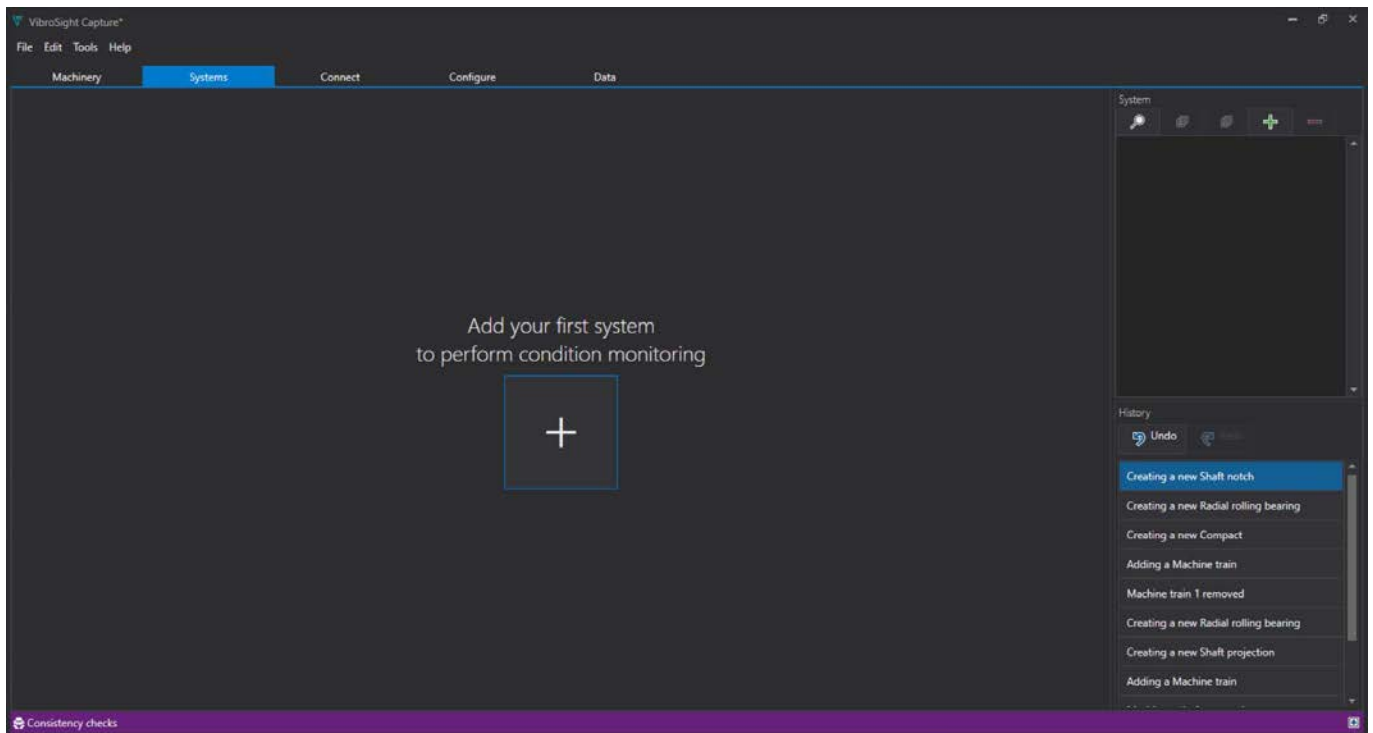 VibroSight Capture*
File Edit Tools Help
Machinery Systems Connect Configure Data
System
Add your first system
to perform condition monitoring
History
Undo
Creating a new Shaft notch
Creating a new Radial rolling bearing
Creating a new Compact
Adding a Machine train
Machine train 1 removed
Creating a new Radial rolling bearing
Creating a new Shaft projection
Adding a Machine train
Consistency checks